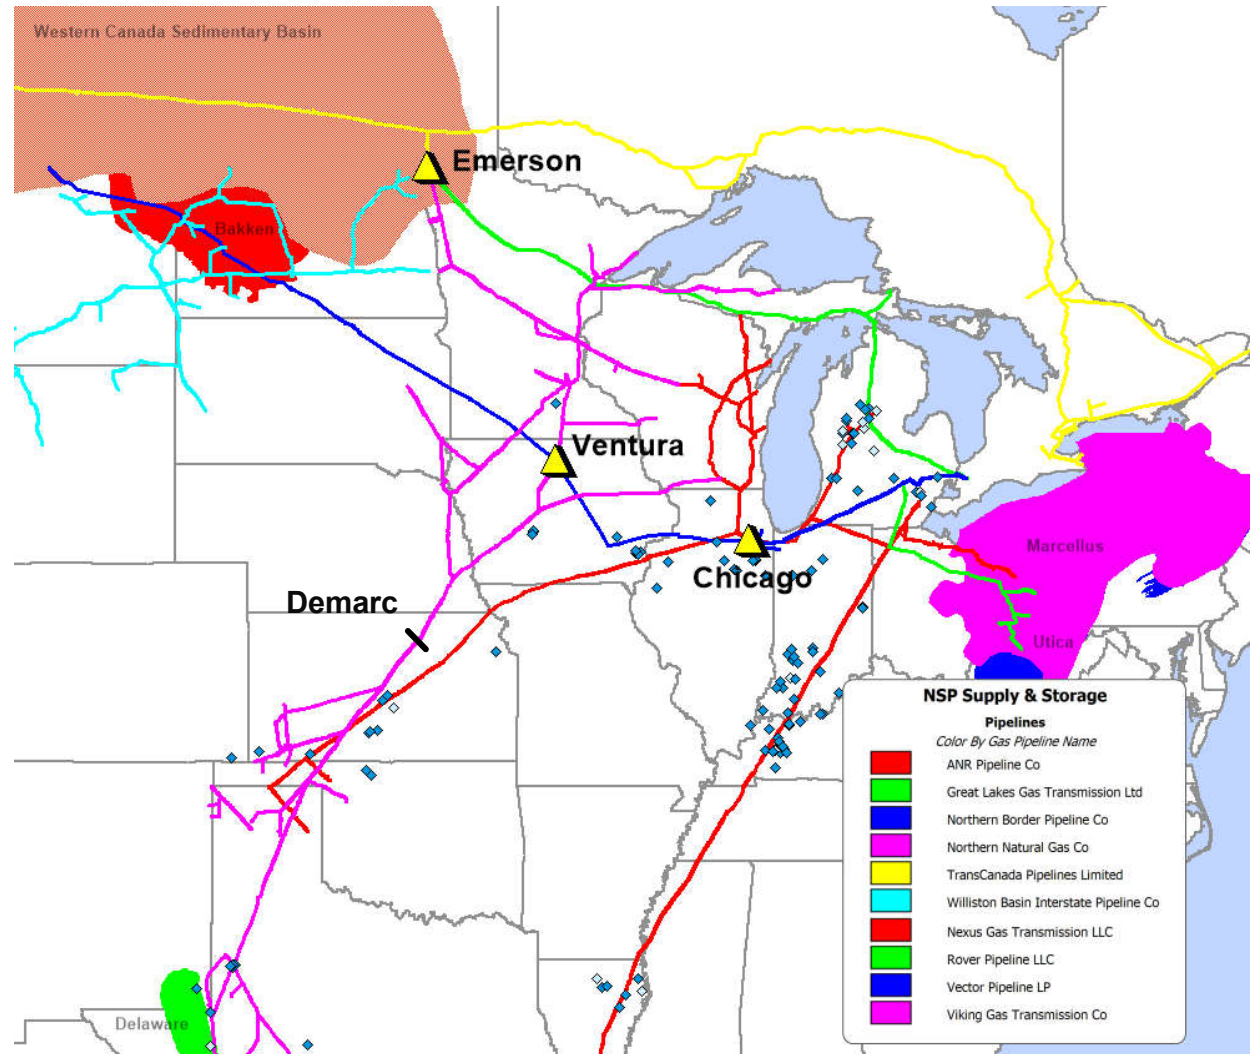 Western Canada Sedimentary Basin
Emerson
Bakken
Ventura
Chicago
Marcellus
Demarc
Utica
Delaware
NSP Supply & Storage
Pipelines
Color By Gas Pipeline Name
ANR Pipeline Co
Great Lakes Gas Transmission Ltd
Northern Border Pipeline Co
Northern Natural Gas Co
TransCanada Pipelines Limited
Williston Basin Interstate Pipeline Co
Nexus Gas Transmission LLC
Rover Pipeline LLC
Vector Pipeline LP
Viking Gas Transmission Co